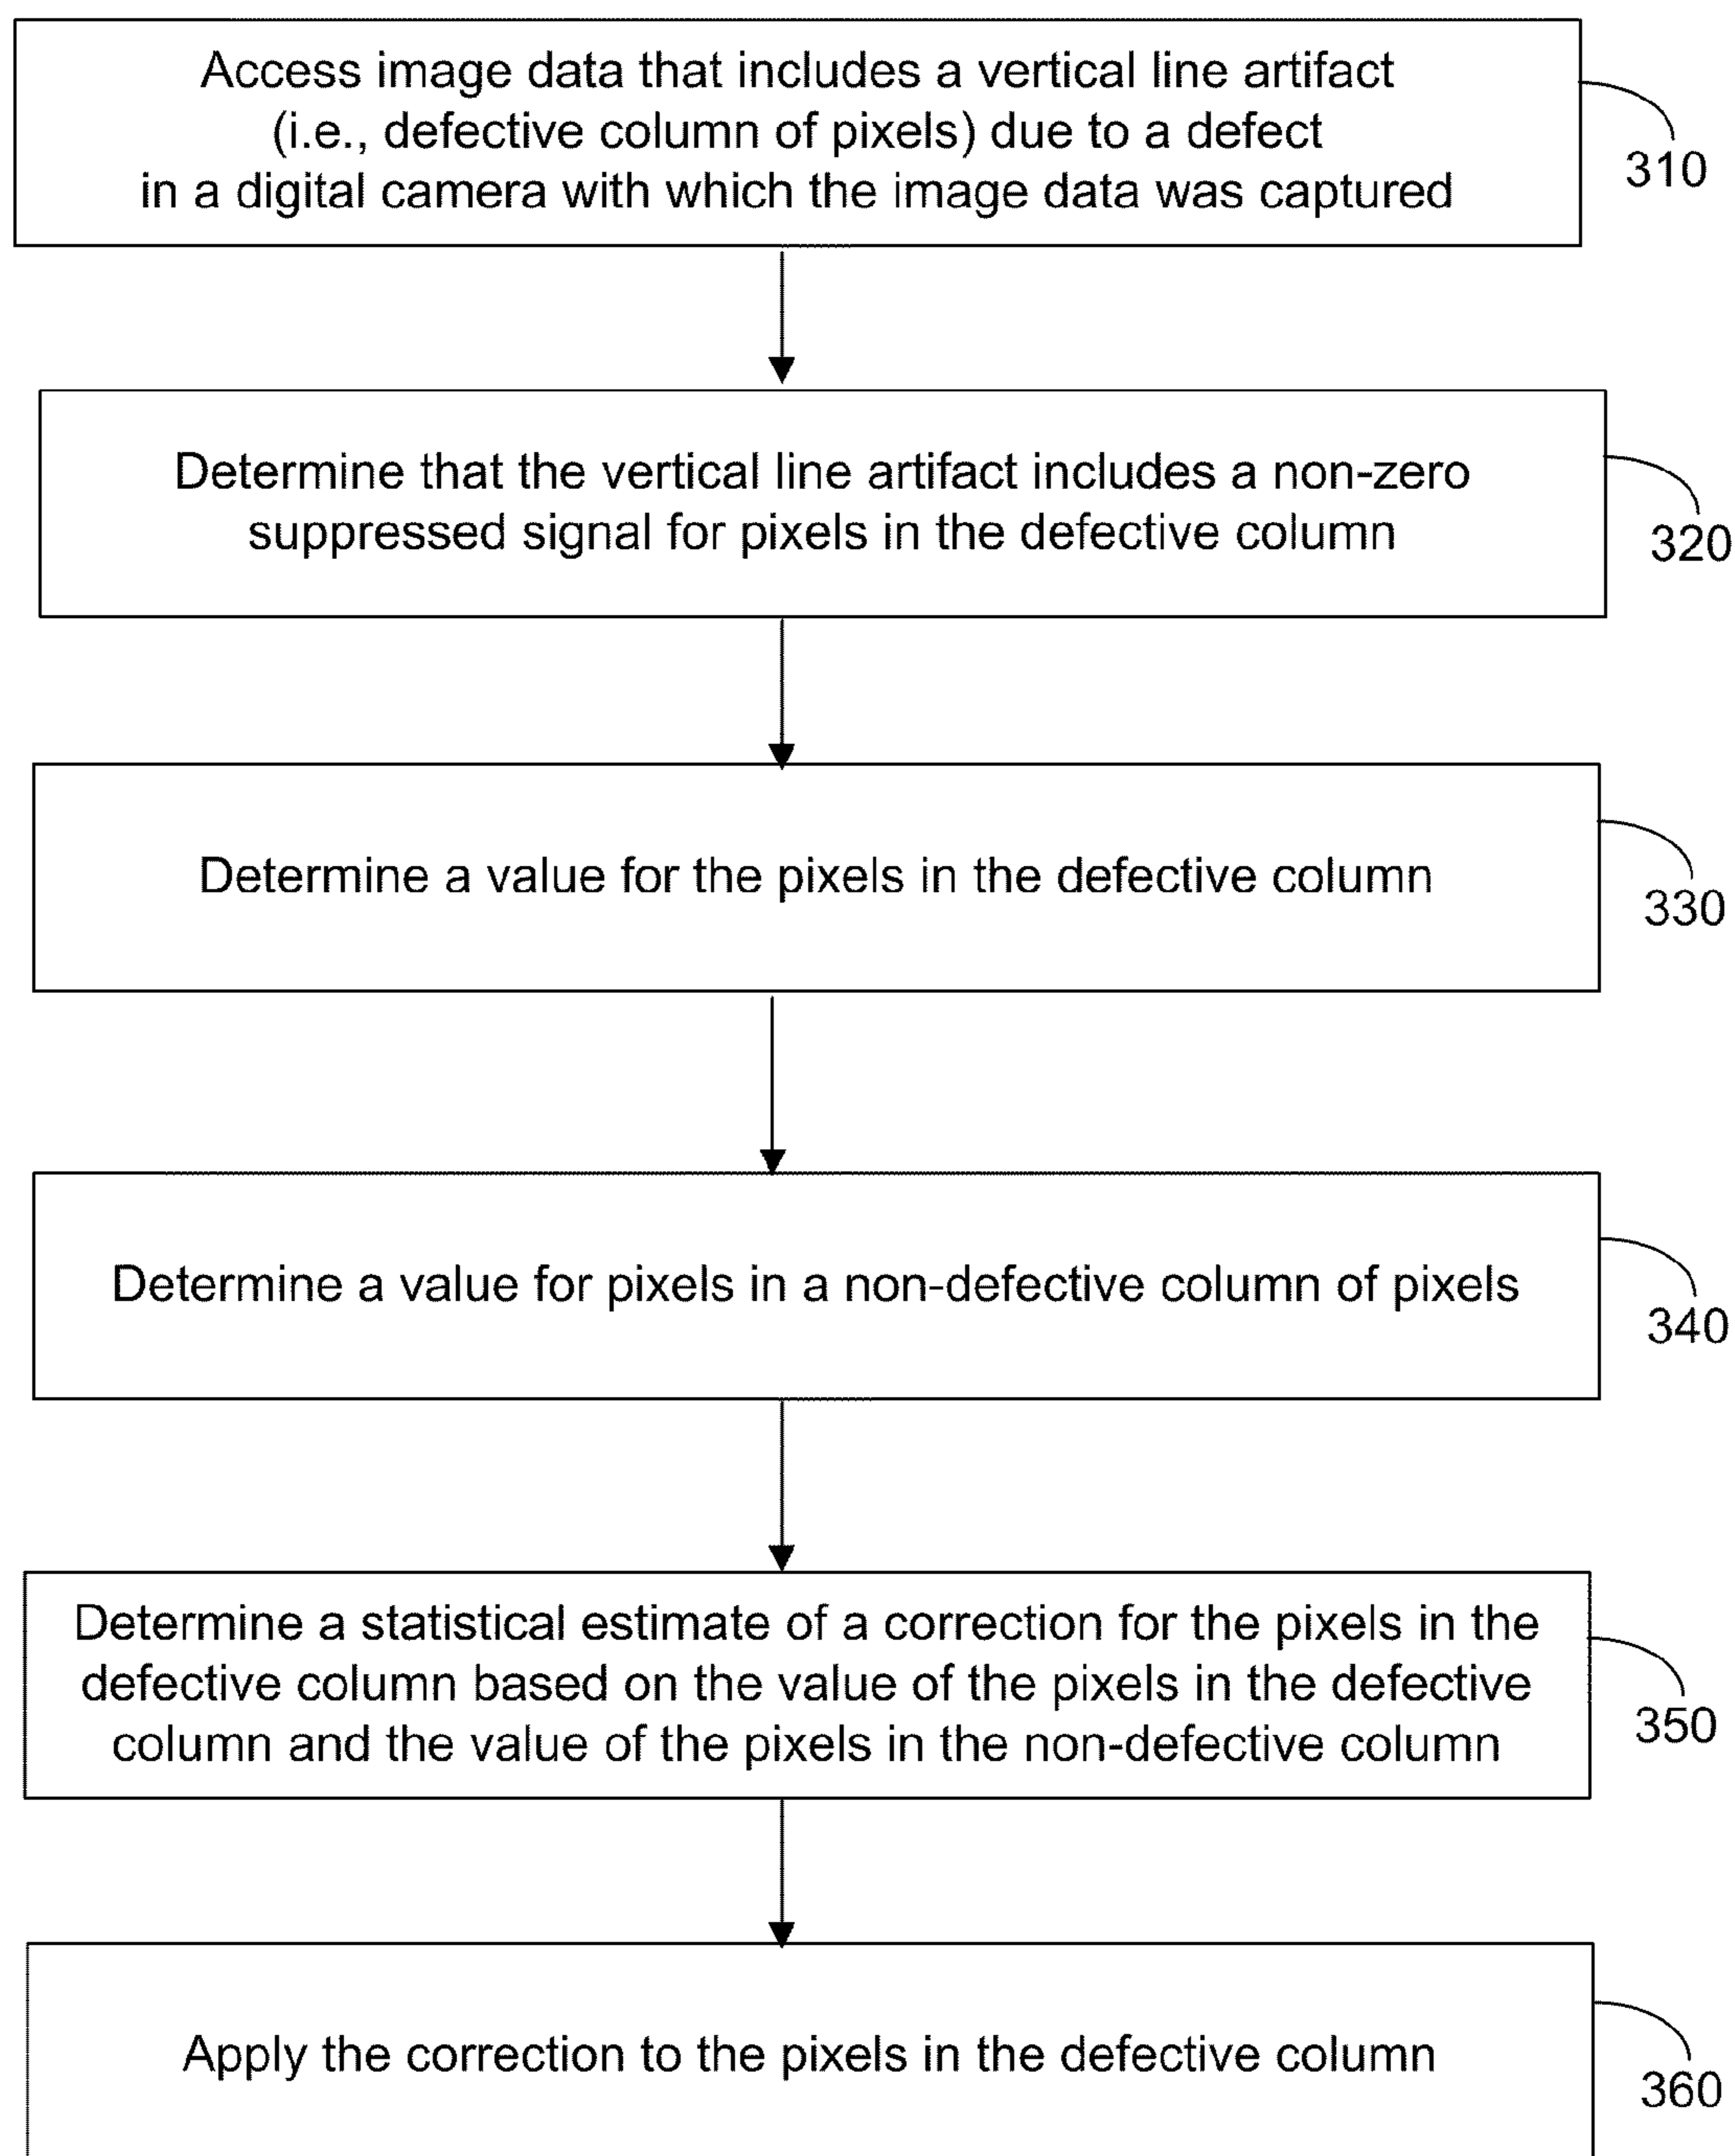 Access image data that includes a vertical line artifact
(i.e., defective column of pixels) due to a defect
in a digital camera with which the image data was captured
310
Determine that the vertical line artifact includes a non-zero
suppressed signal for pixels in the defective column
320
Determine a value for the pixels in the defective column
330
Determine a value for pixels in a non-defective column of pixels
340
Determine a statistical estimate of a correction for the pixels in the
defective column based on the value of the pixels in the defective
column and the value of the pixels in the non-defective column
350
Apply the correction to the pixels in the defective column
360